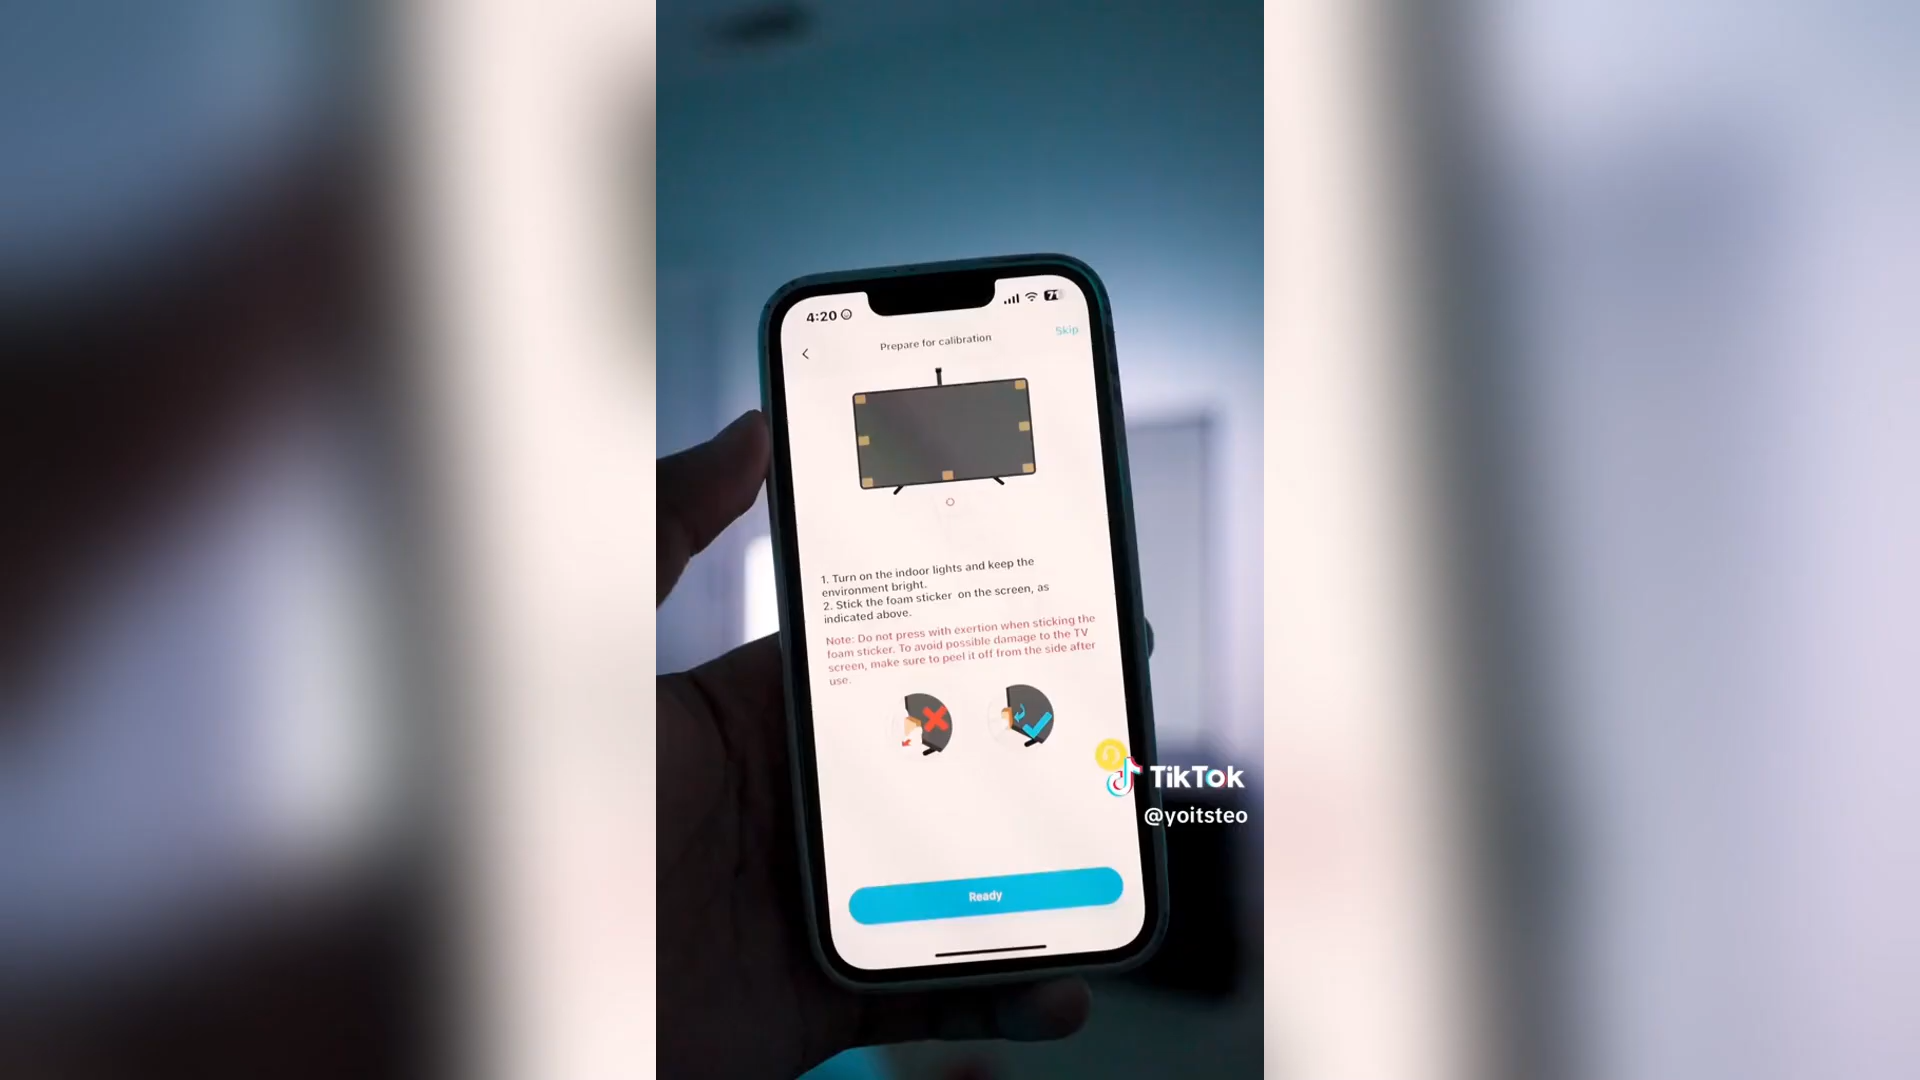 4:20
71
Skip
Prepare for calibration
1. Turn on the indoor lights and keep the
environment bright.
2. Stick the foam sticker on the screen, as
indicated above.
Note: Do not press with exertion when sticking the
foam sticker. To avoid possible damage to the TV
screen, make sure to peel it off from the side after
use.
TikTok
@yoitsteo
Ready